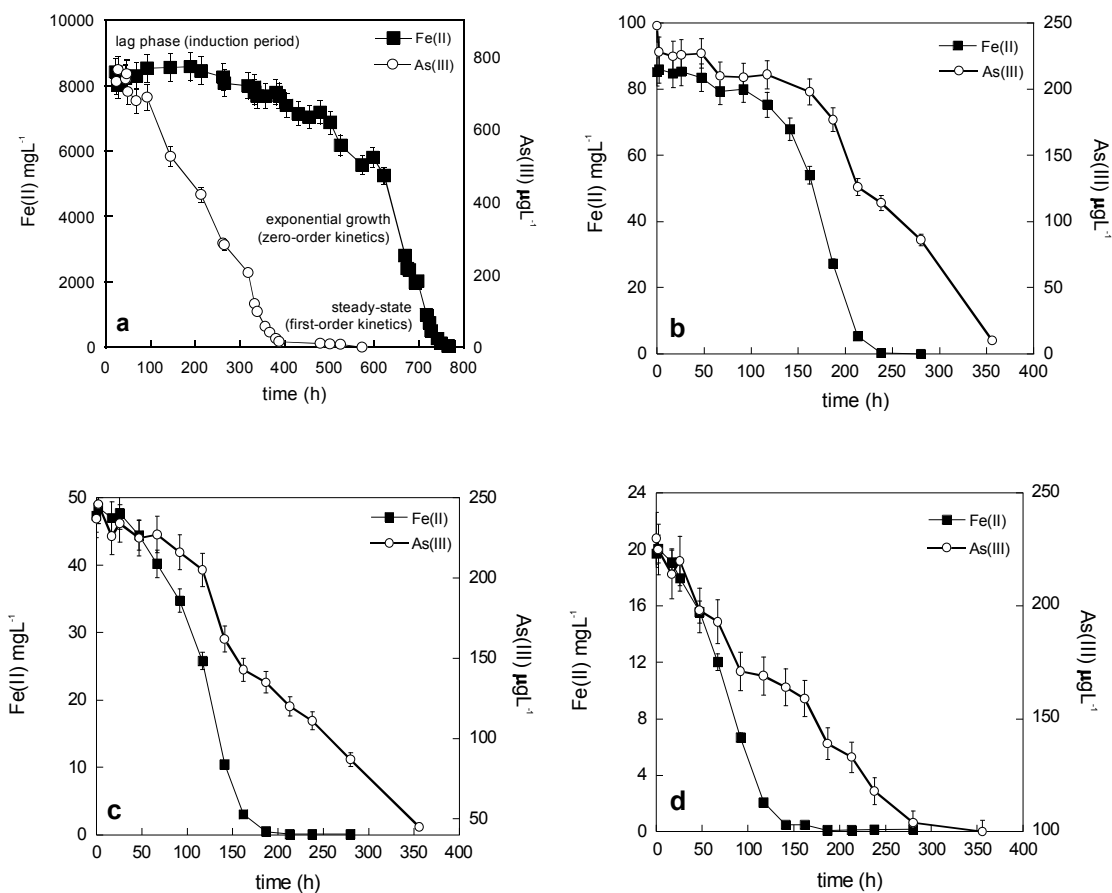 lag phase (induction period)
Fe(II)
As(III)
exponential growth
(zero-order kinetics)
steady-state
(first-order kinetics)
a
10000
8000
6000
4000
2000
0
Fe(II) mgL-1
800
600
400
200
0
As(III) µgL-1
0 100 200 300 400 500 600 700 800
time (h)
Fe(II)
As(III)
b
100
80
60
40
20
0
Fe(II) mgL-1
250
200
150
100
50
0
As(III) µgL-1
0 50 100 150 200 250 300 350 400
time (h)
Fe(II)
As(III)
c
50
40
30
20
10
0
Fe(II) mgL-1
250
200
150
100
50
As(III) µgL-1
0 50 100 150 200 250 300 350 400
time (h)
Fe(II)
As(III)
d
24
20
16
12
8
4
0
Fe(II) mgL-1
250
200
150
100
As(III) µgL-1
0 50 100 150 200 250 300 350 400
time (h)